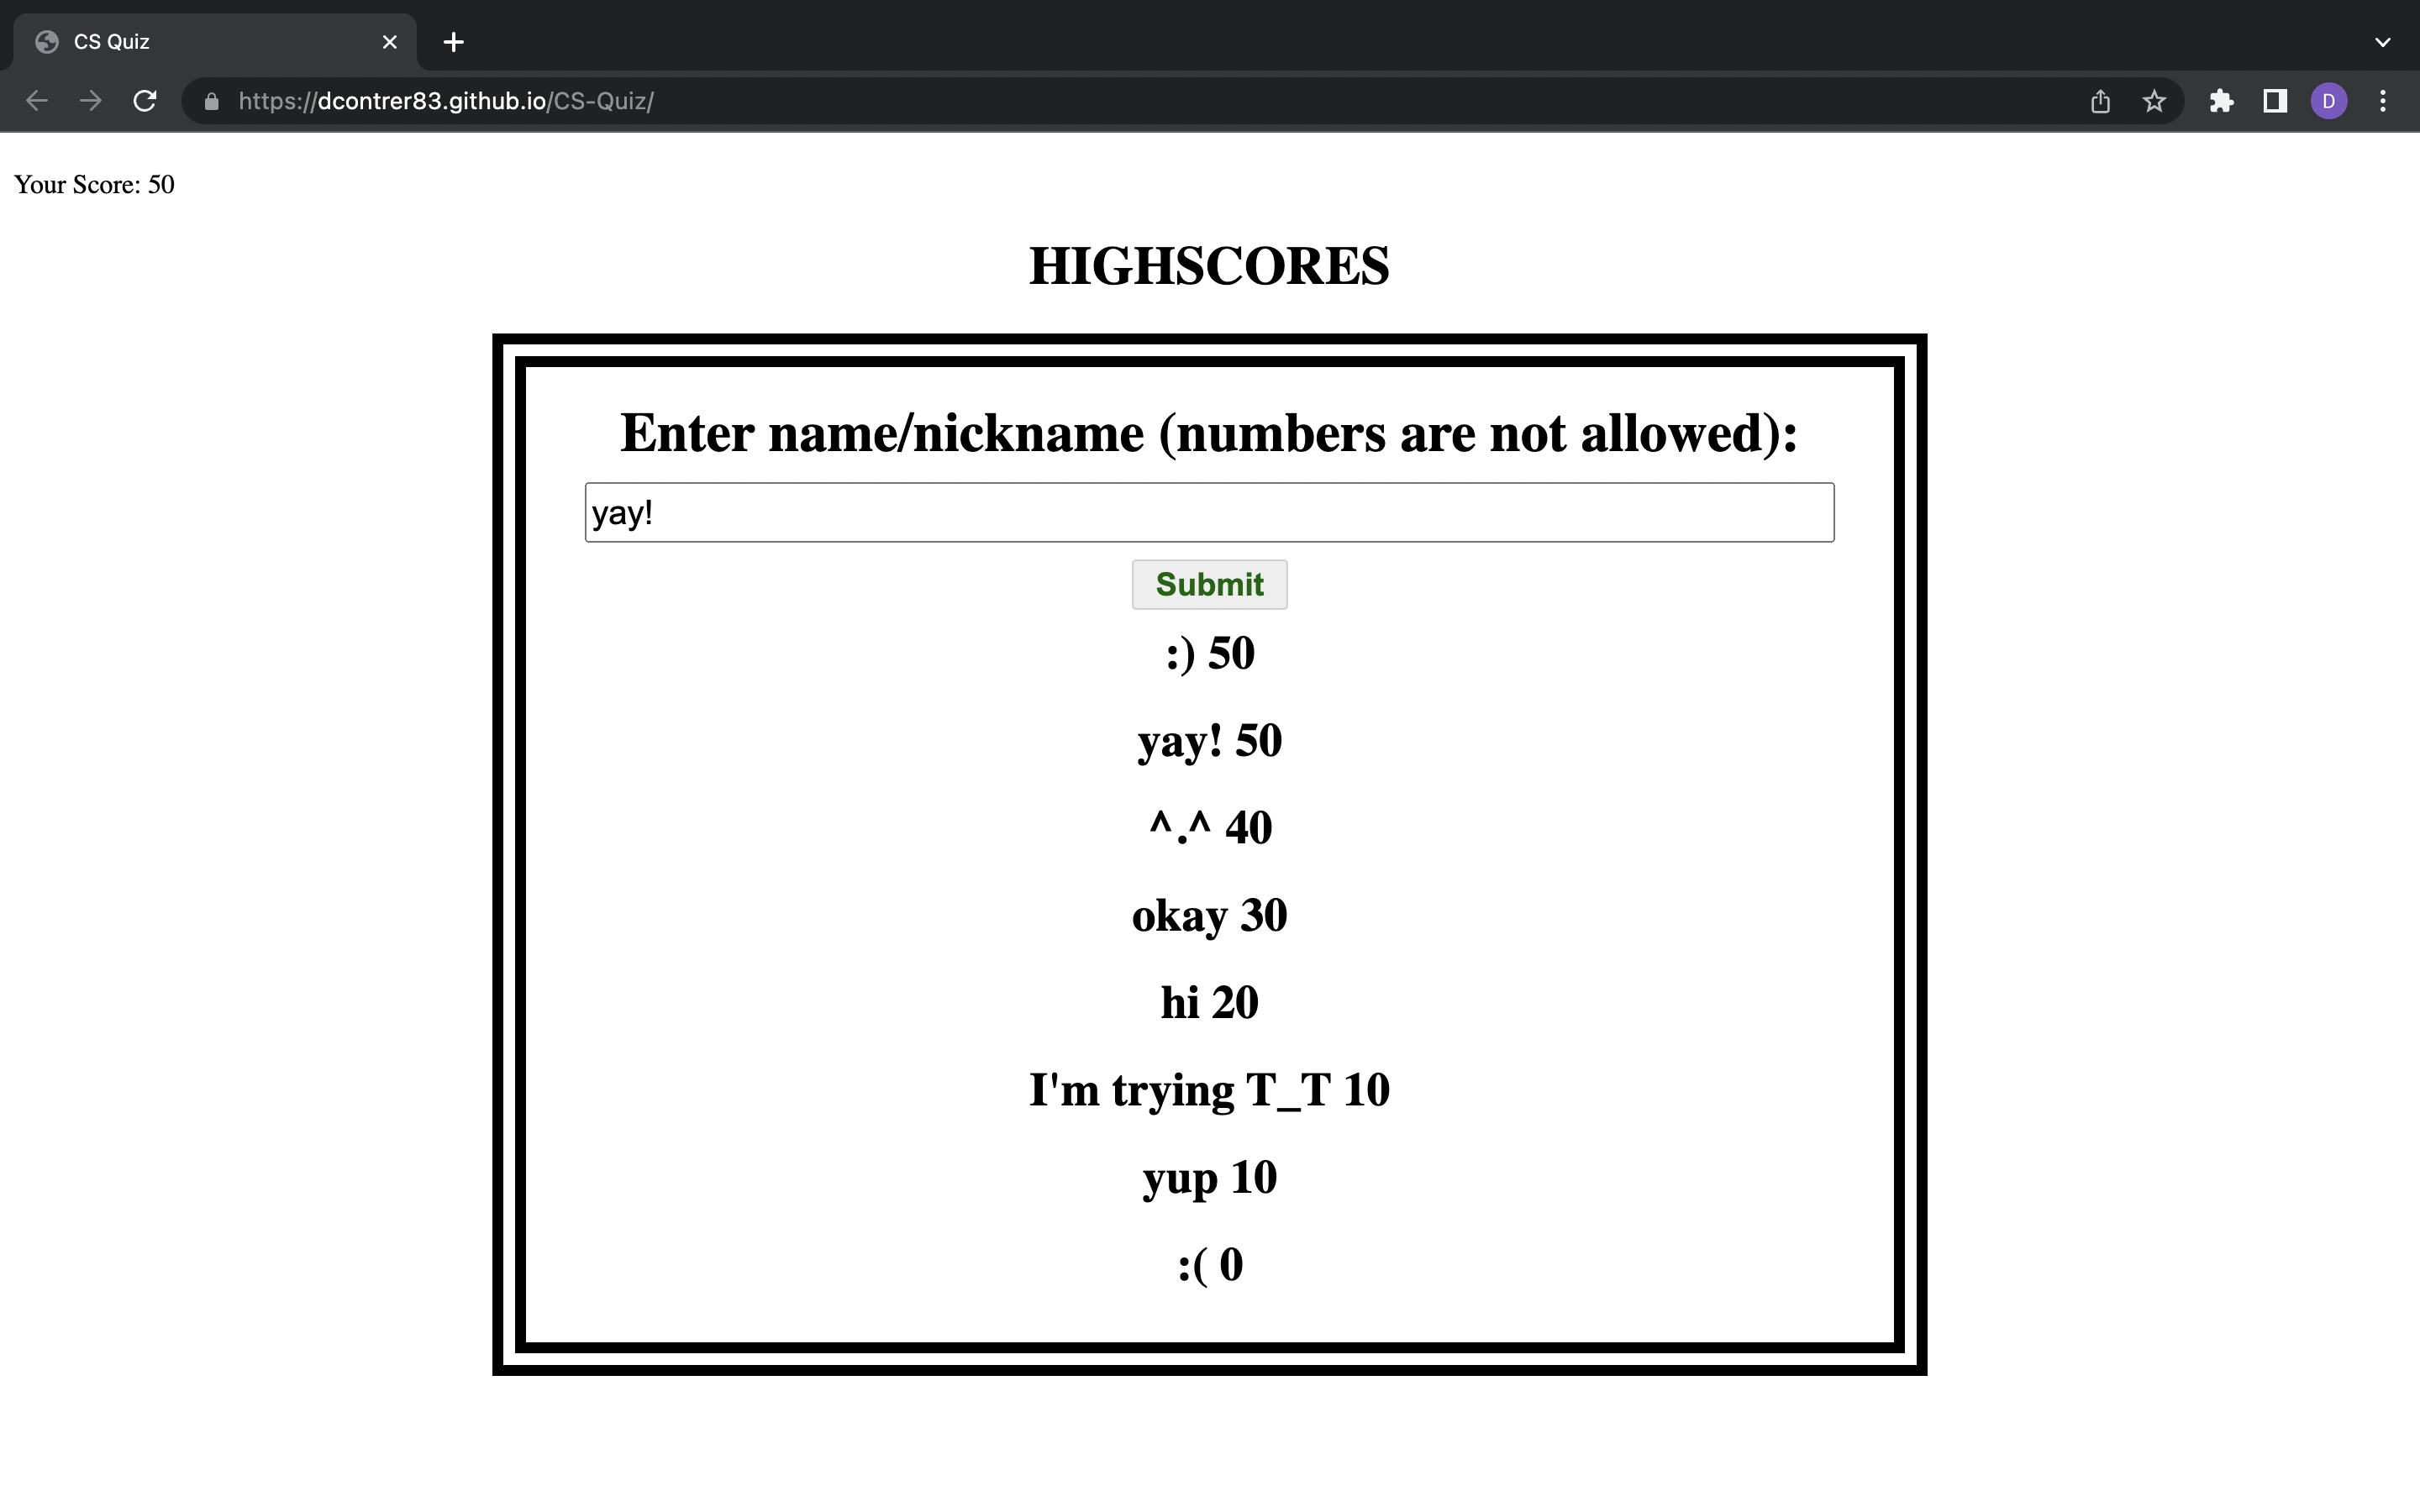 CS Quiz
https://dcontrer83.github.io/CS-Quiz/
D
Your Score: 50
HIGHSCORES
Enter name/nickname (numbers are not allowed):
yay!
Submit
:) 50
yay! 50
^.^ 40
okay 30
hi 20
I'm trying T_T 10
yup 10
:( 0